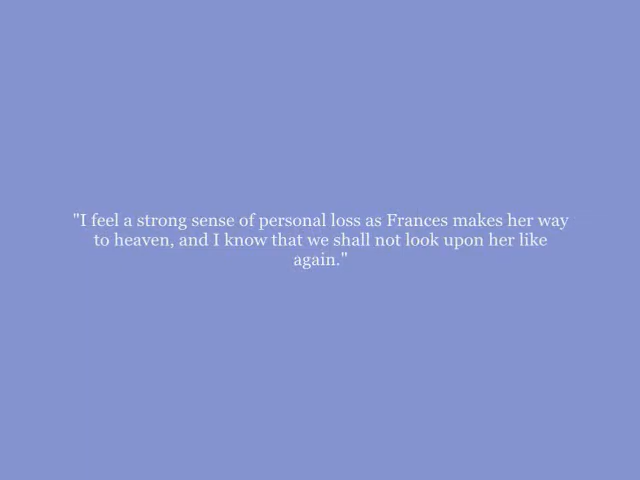 "I feel a strong sense of personal loss as Frances makes her way
to heaven, and I know that we shall not look upon her like
again."